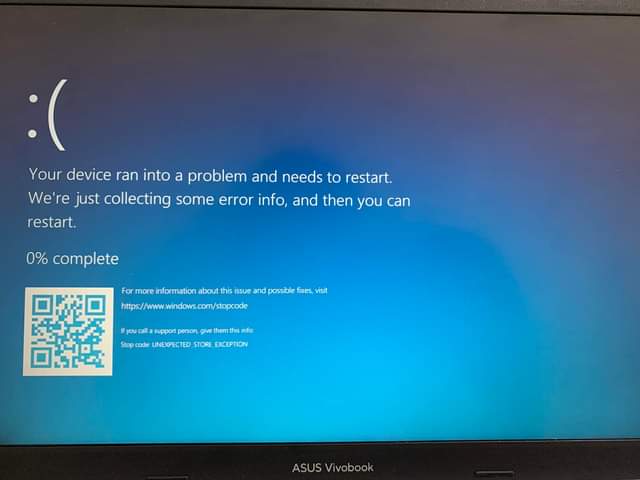 :(
Your device ran into a problem and needs to restart.
We're just collecting some error info, and then you can
restart.
0% complete
For more information about this issue and possible fixes, visit
https://www.windows.com/stopcode
If you call a support person, give them this info:
Stop code: UNEXPECTED_STORE_EXCEPTION
ASUS Vivobook